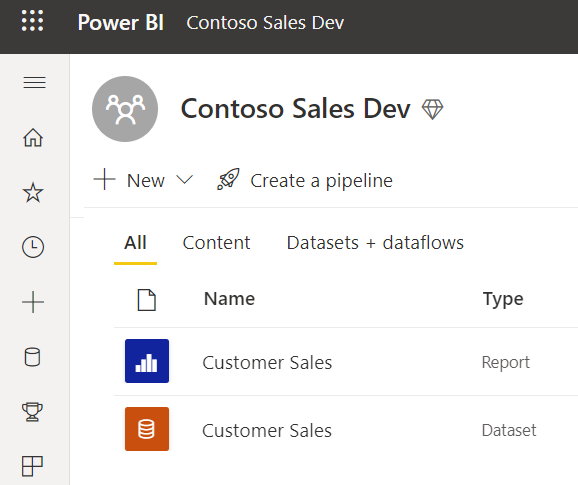 Power BI Contoso Sales Dev
Contoso Sales Dev
New Create a pipeline
All Content Datasets + dataflows
Name Type
Customer Sales Report
Customer Sales Dataset